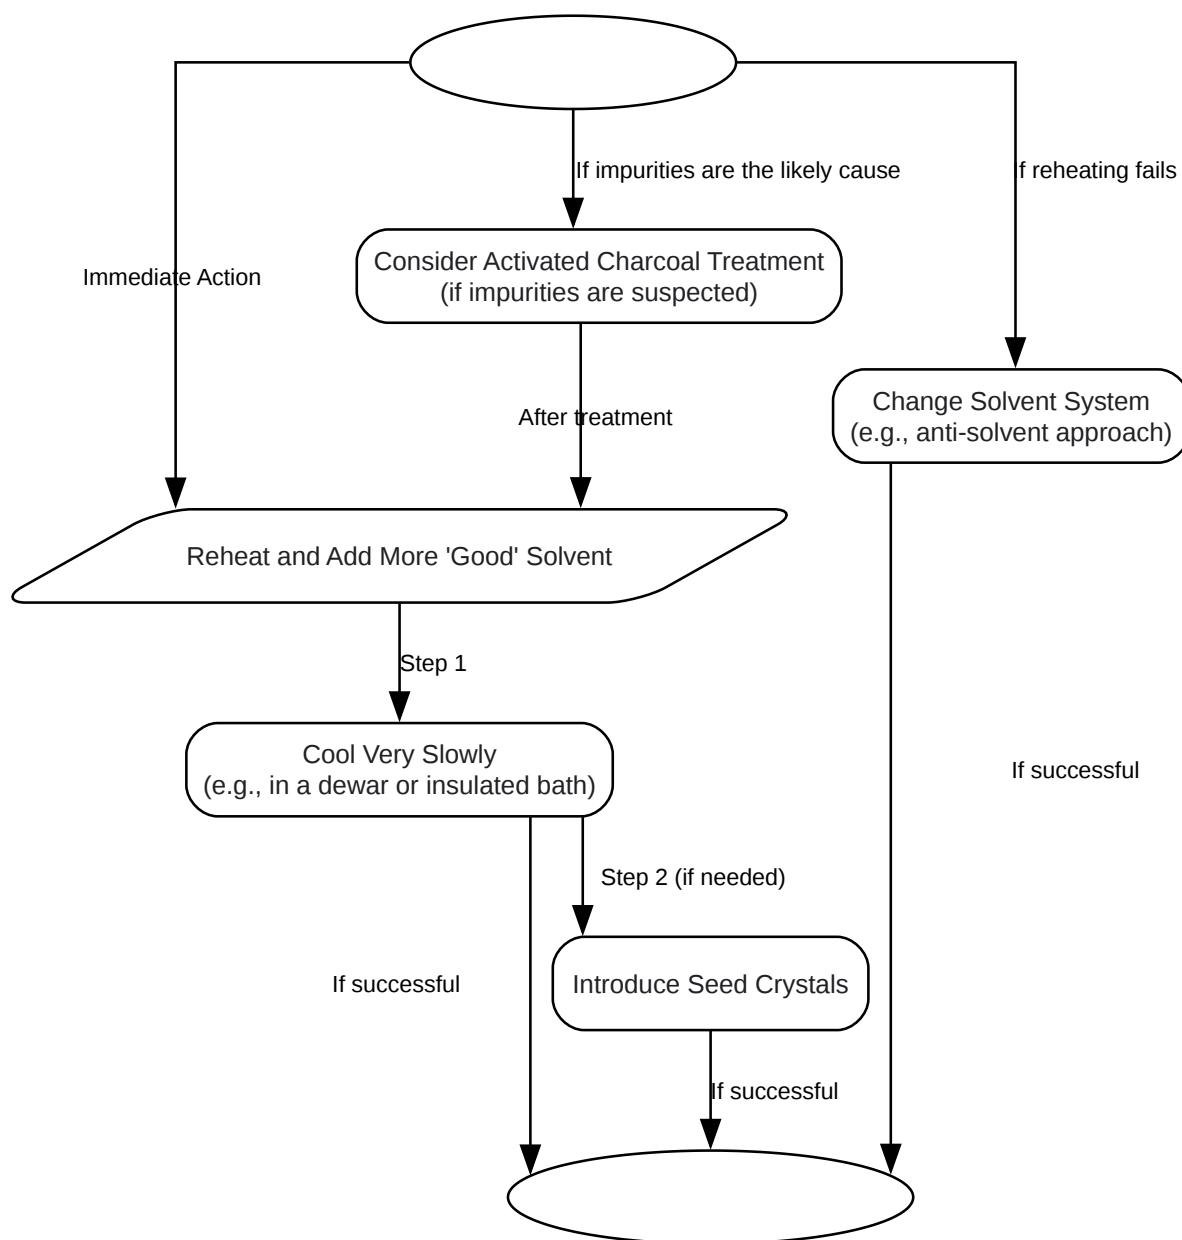 If impurities are the likely cause
If reheating fails
Immediate Action
Consider Activated Charcoal Treatment
(if impurities are suspected)
After treatment
Change Solvent System
(e.g., anti-solvent approach)
Reheat and Add More 'Good' Solvent
Step 1
Cool Very Slowly
(e.g., in a dewar or insulated bath)
If successful
Step 2 (if needed)
If successful
Introduce Seed Crystals
If successful